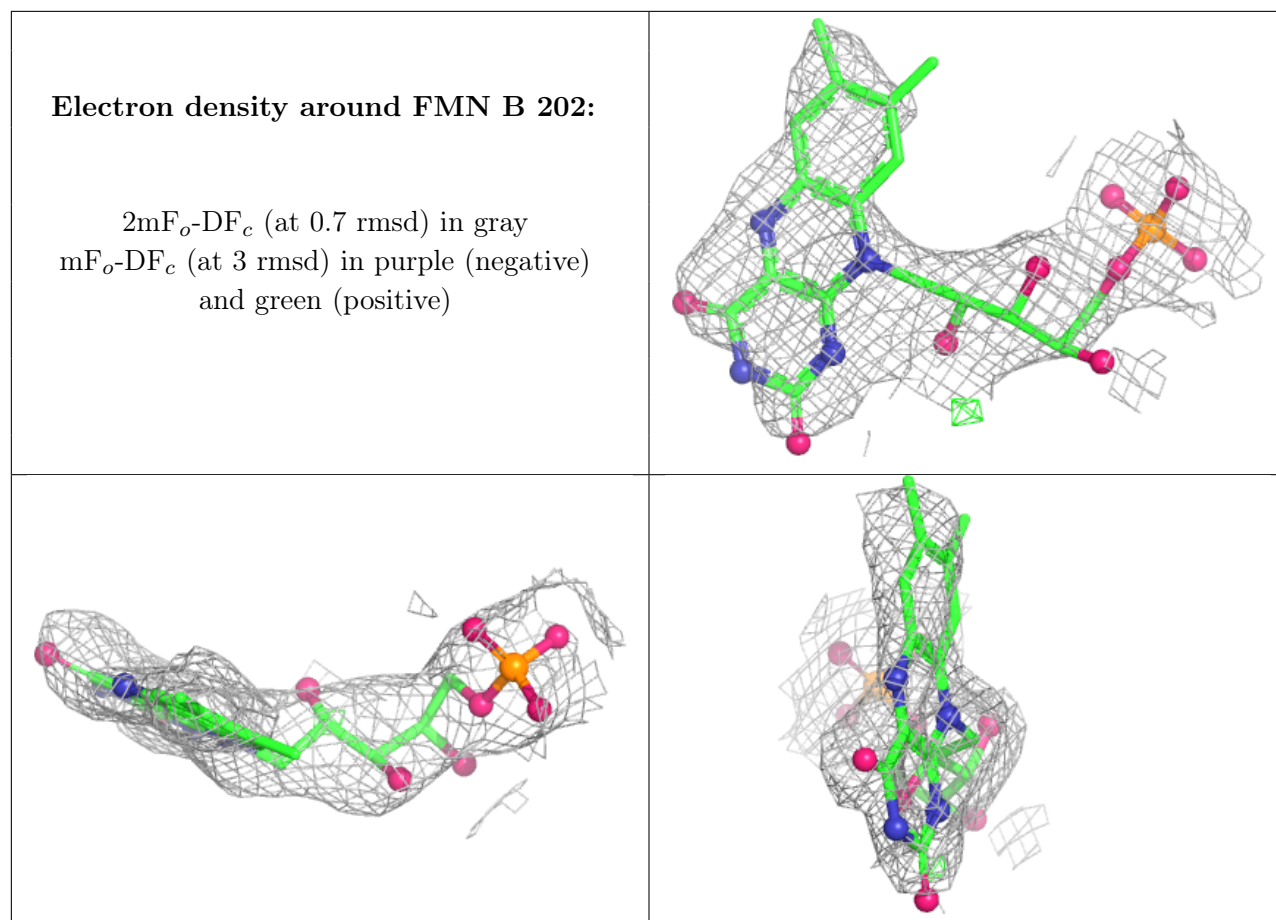 Electron density around FMN B 202:
2mFo-DFc (at 0.7 rmsd) in gray
mFo-DFc (at 3 rmsd) in purple (negative)
and green (positive)